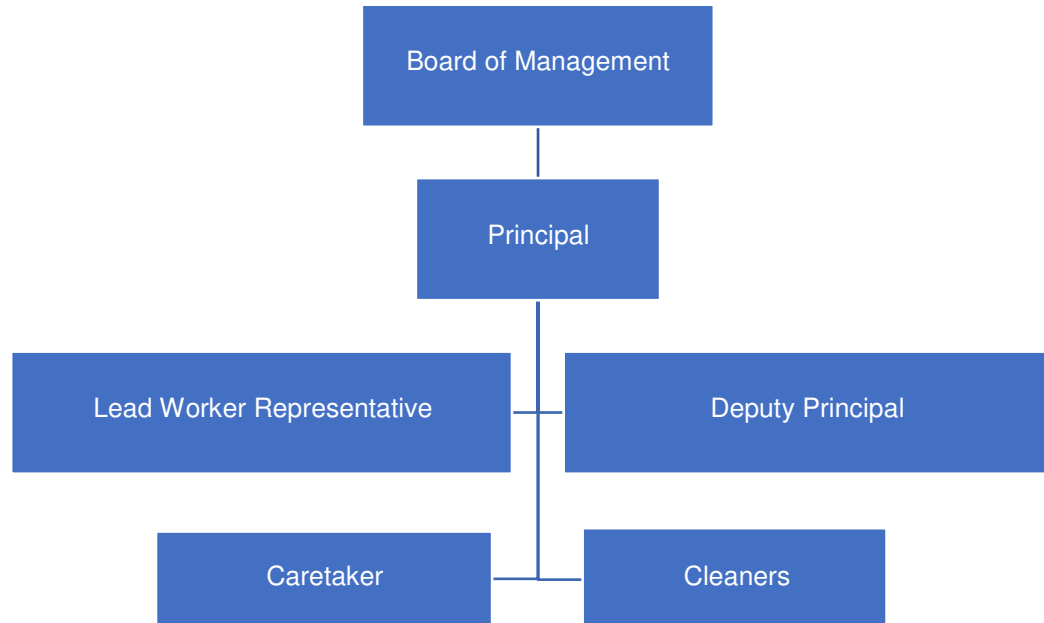 Board of Management
Principal
Lead Worker Representative
Deputy Principal
Caretaker
Cleaners